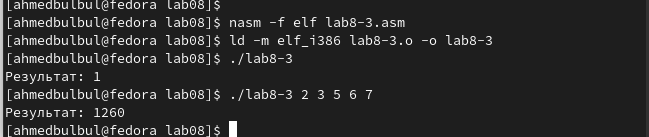 [ahmedbulbul@fedora lab08]$
[ahmedbulbul@fedora lab08]$ nasm -f elf lab8-3.asm
[ahmedbulbul@fedora lab08]$ ld -m elf_i386 lab8-3.o -o lab8-3
[ahmedbulbul@fedora lab08]$ ./lab8-3
Результат: 1
[ahmedbulbul@fedora lab08]$ ./lab8-3 2 3 5 6 7
Результат: 1260
[ahmedbulbul@fedora lab08]$